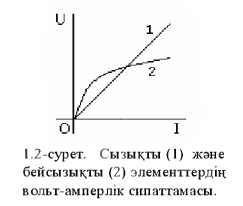 U
1
2
O
I
1.2-сурет. Сызықты (1) және
бейсызықты (2) элементтердің
вольт-амперлік сипаттамасы.